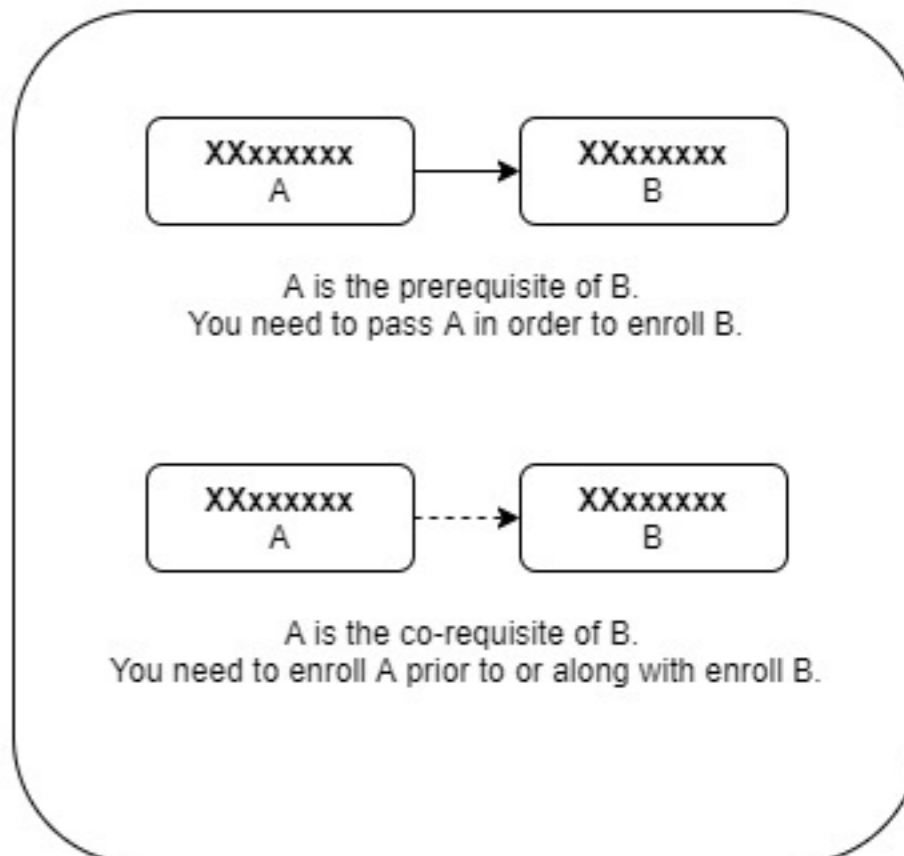 XXxxxxxx
A
XXxxxxxx
B
A is the prerequisite of B.
You need to pass A in order to enroll B.
XXxxxxxx
A
XXxxxxxx
B
A is the co-requisite of B.
You need to enroll A prior to or along with enroll B.